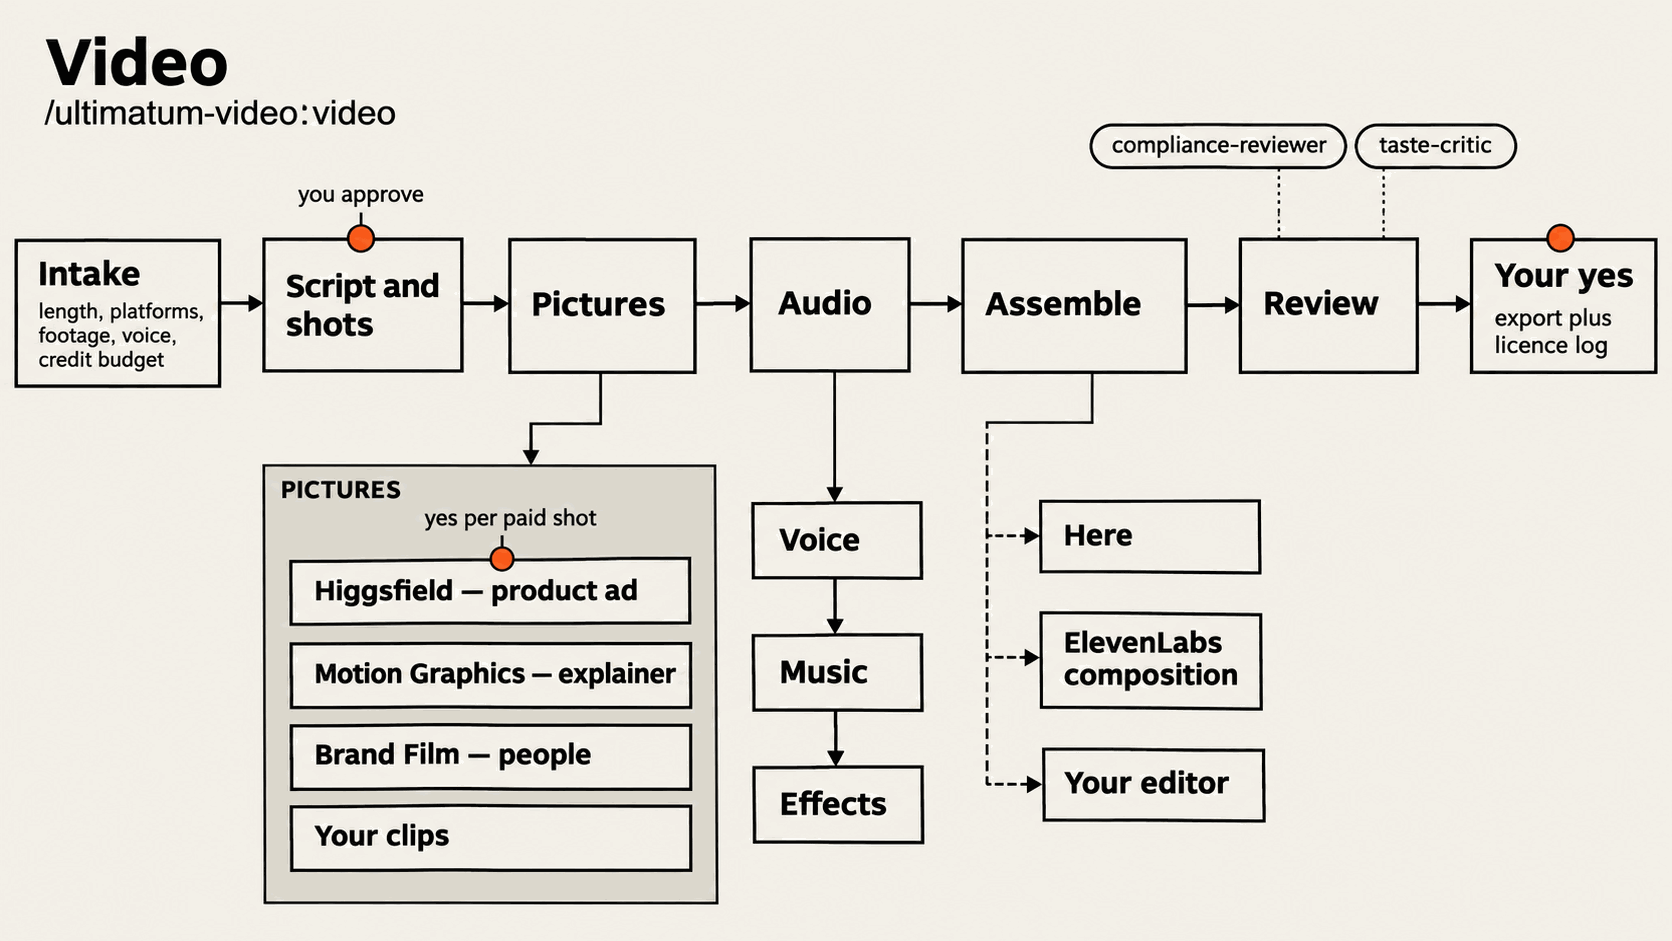 Video
/ultimatum-video:video
compliance-reviewer
taste-critic
you approve
Intake
length, platforms,
footage, voice,
credit budget
Script and
shots
Pictures
Audio
Assemble
Review
Your yes
export plus
licence log
PICTURES
yes per paid shot
Higgsfield — product ad
Motion Graphics — explainer
Brand Film — people
Your clips
Voice
Music
Effects
Here
ElevenLabs
composition
Your editor